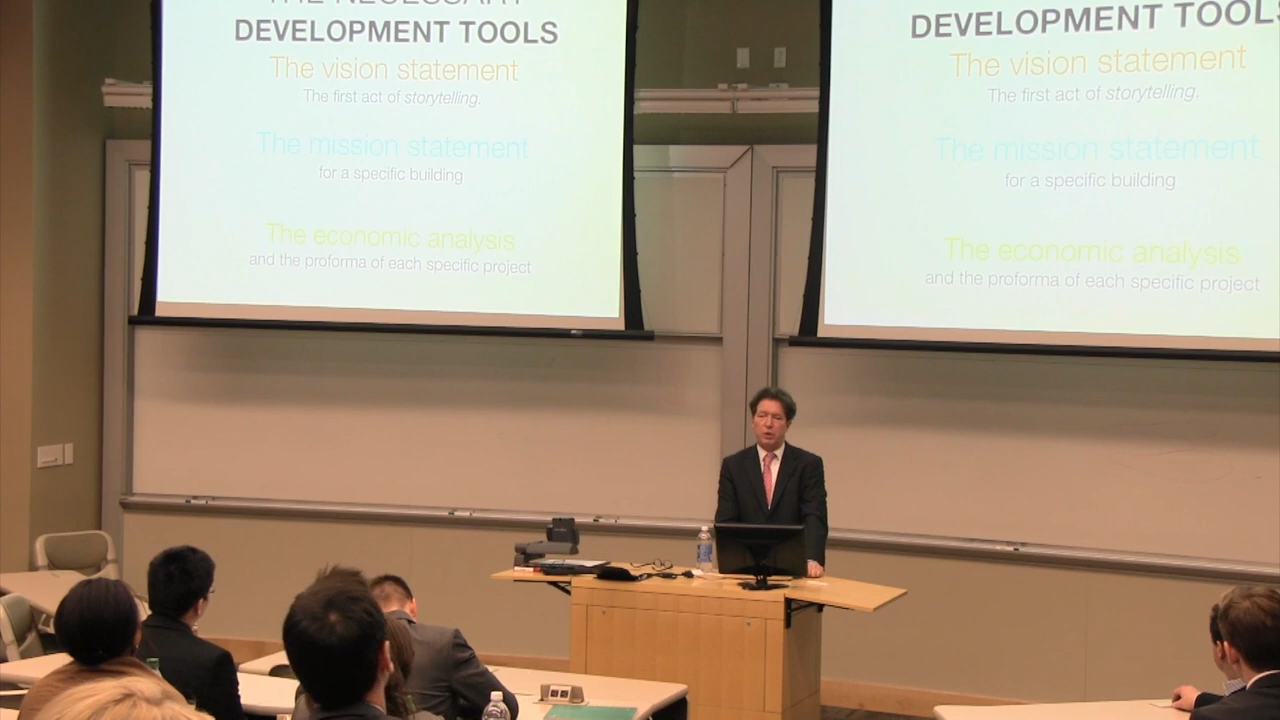 THE NECESSARY
DEVELOPMENT TOOLS
The vision statement
The first act of storytelling.
The mission statement
for a specific building
The economic analysis
and the proforma of each specific project
DEVELOPMENT TOOLS
The vision statement
The first act of storytelling.
The mission statement
for a specific building
The economic analysis
and the proforma of each specific project